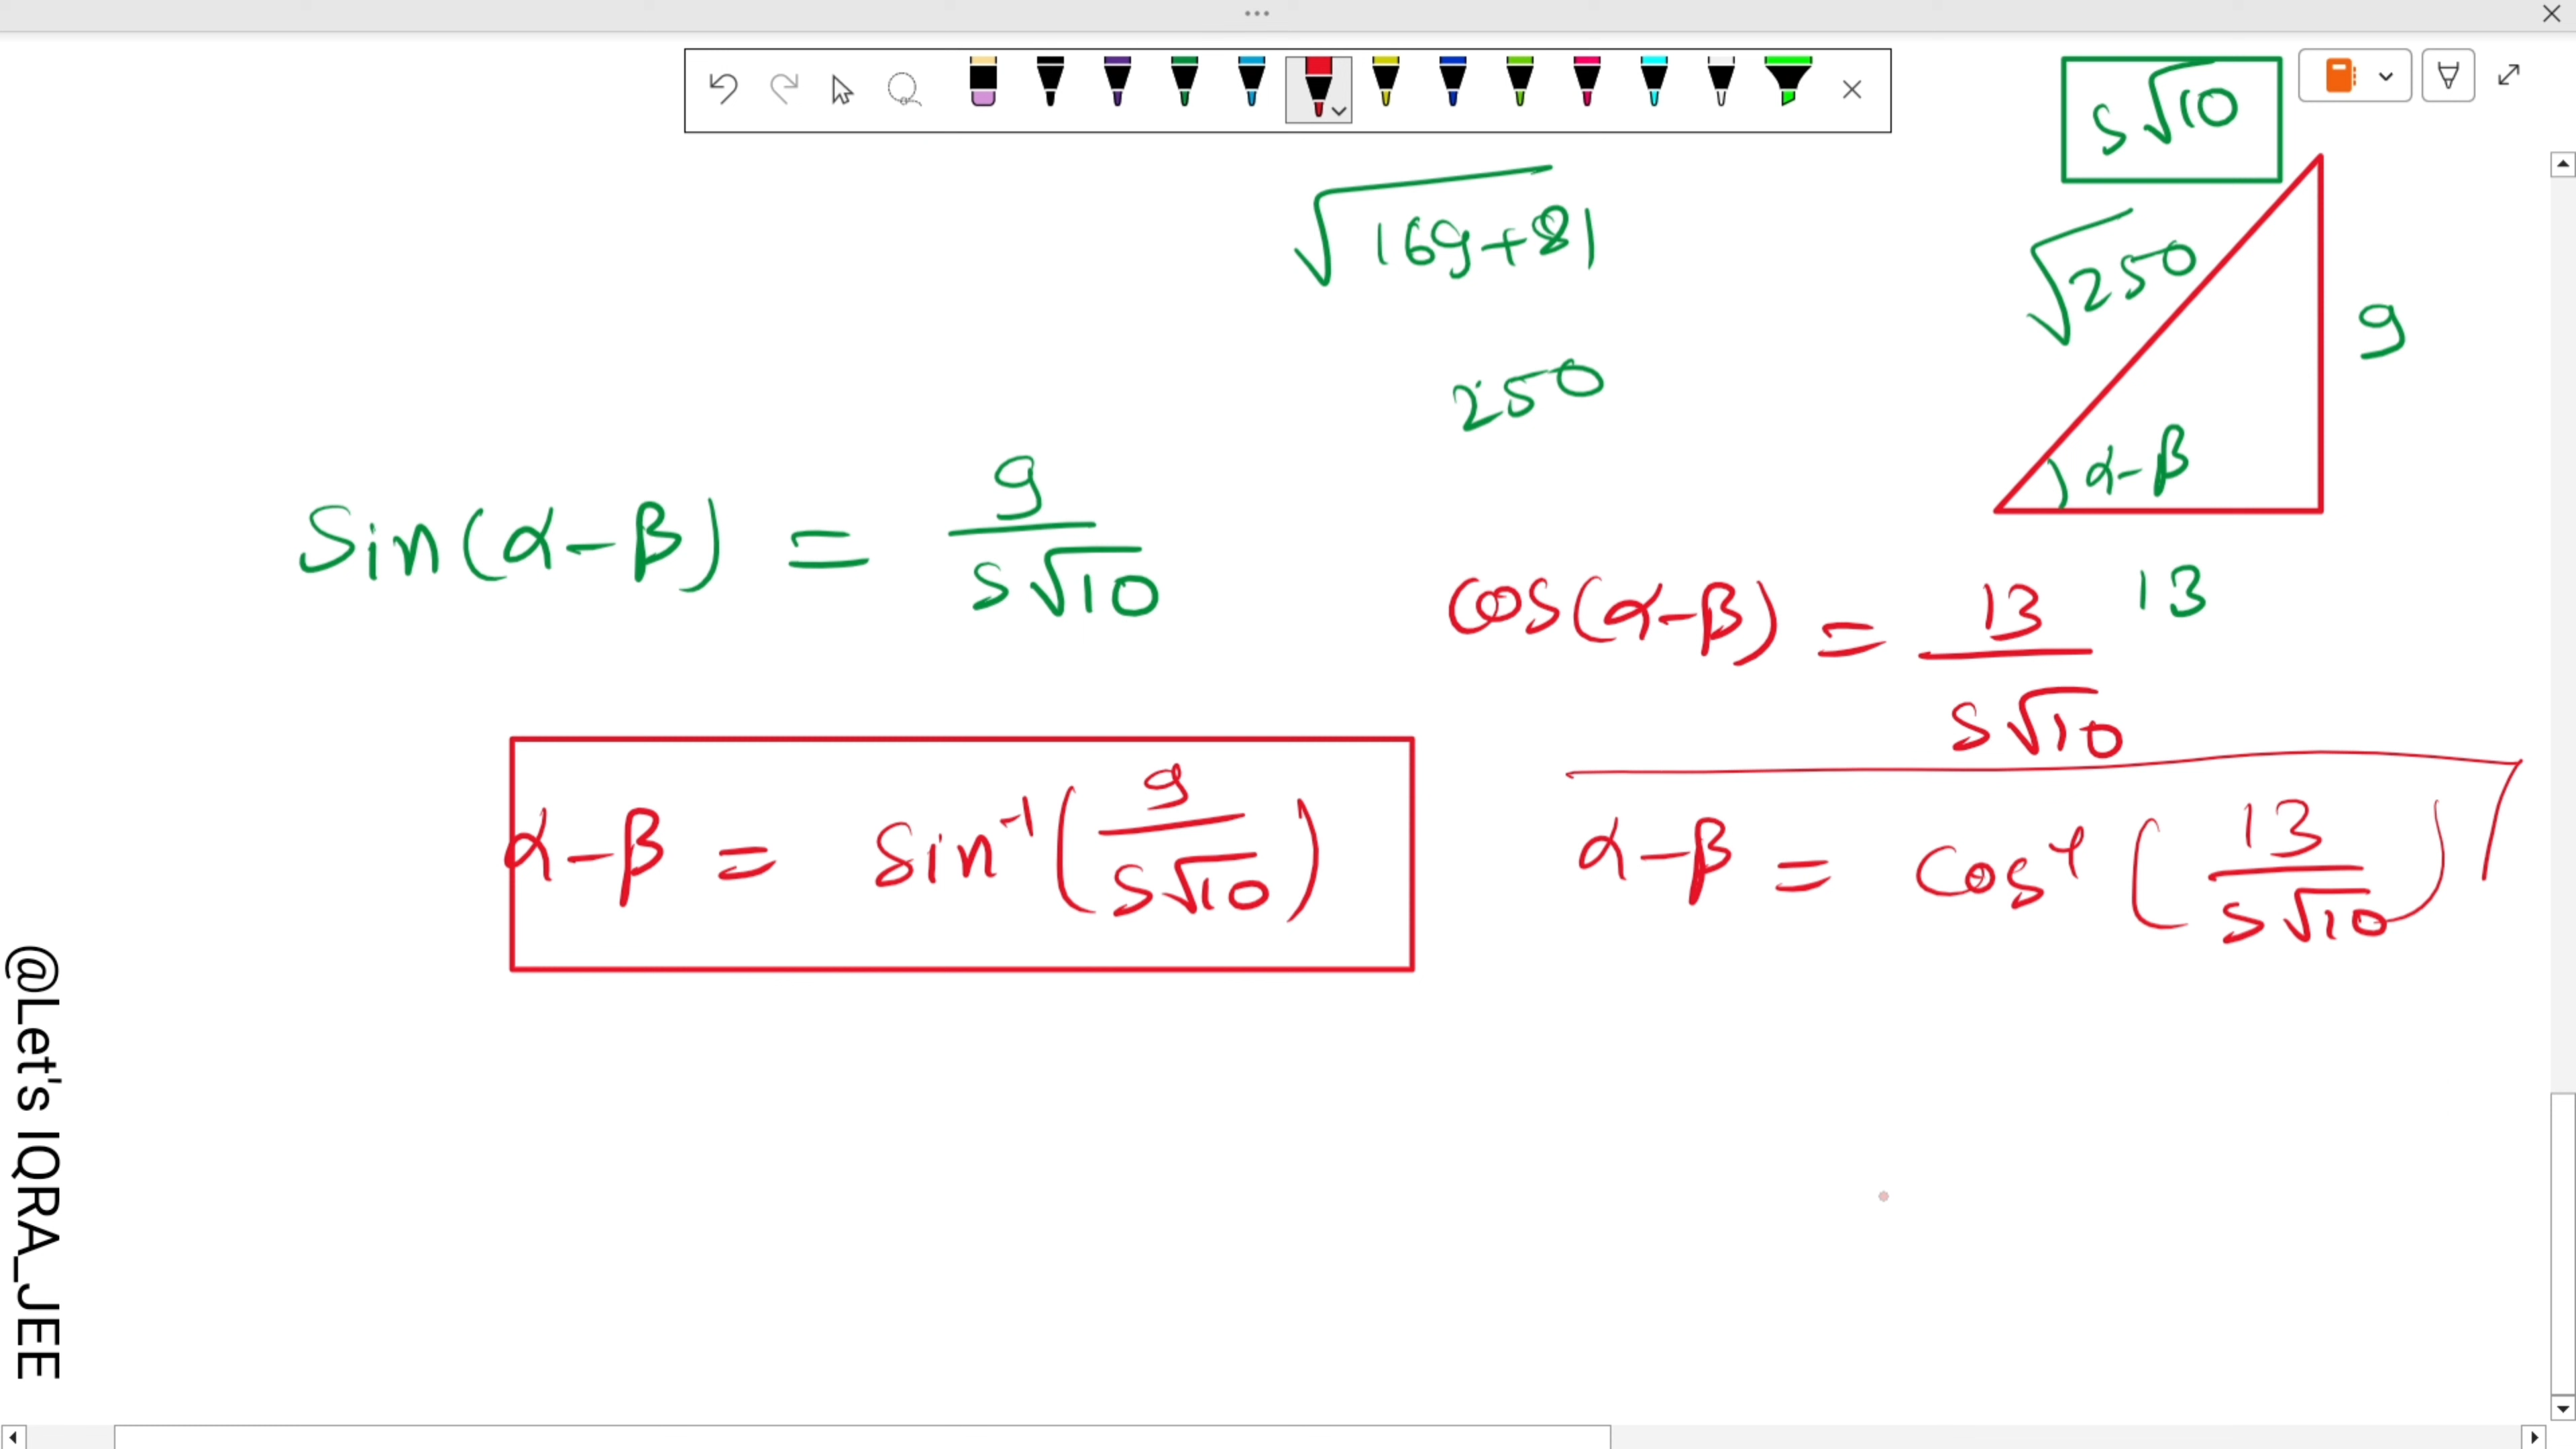 5√10
√169+81
√250
9
250
α-β
Sin(α-β) = 9/5√10
13
cos(α-β) = 13/5√10
α-β = Sin⁻¹(9/5√10)
α-β = Cos⁻¹(13/5√10)
@Let's IQRA_JEE